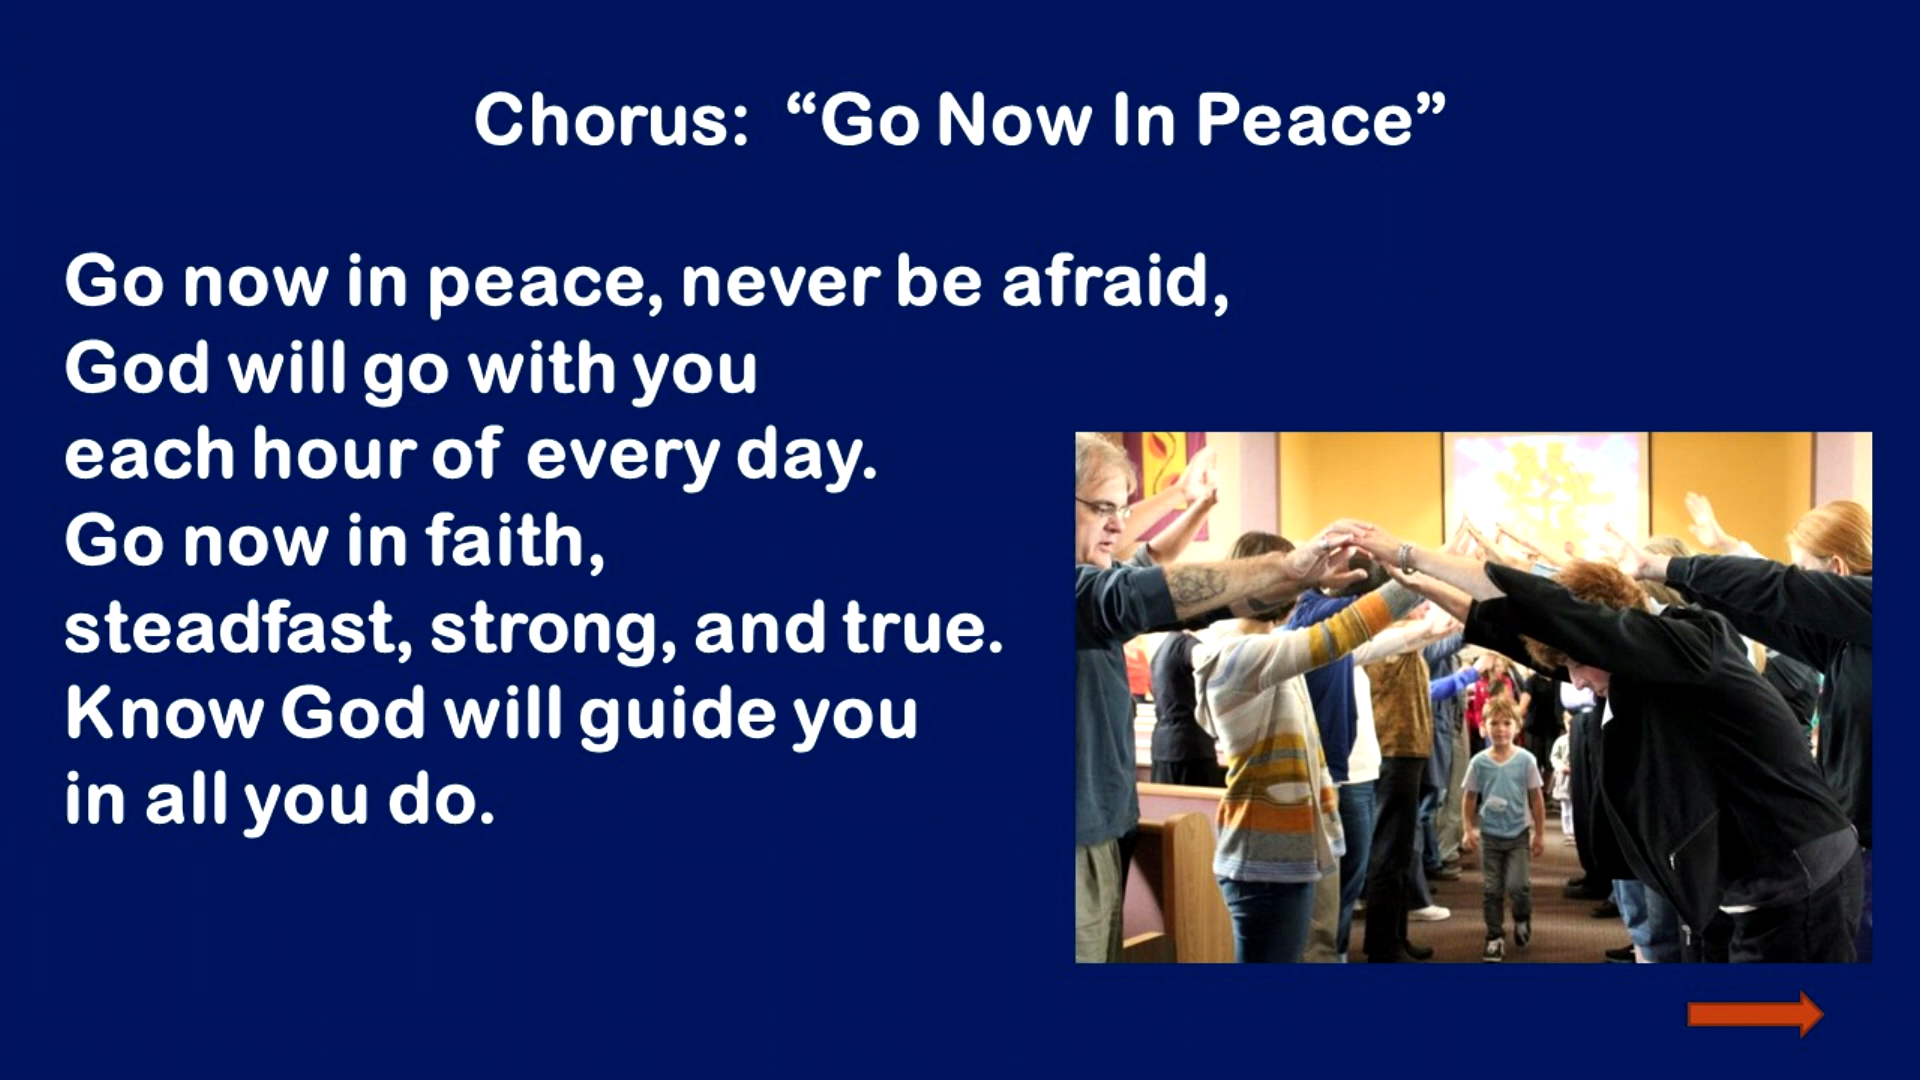 Chorus:  “Go Now In Peace”
Go now in peace, never be afraid,
God will go with you
each hour of every day.
Go now in faith,
steadfast, strong, and true.
Know God will guide you
in all you do.